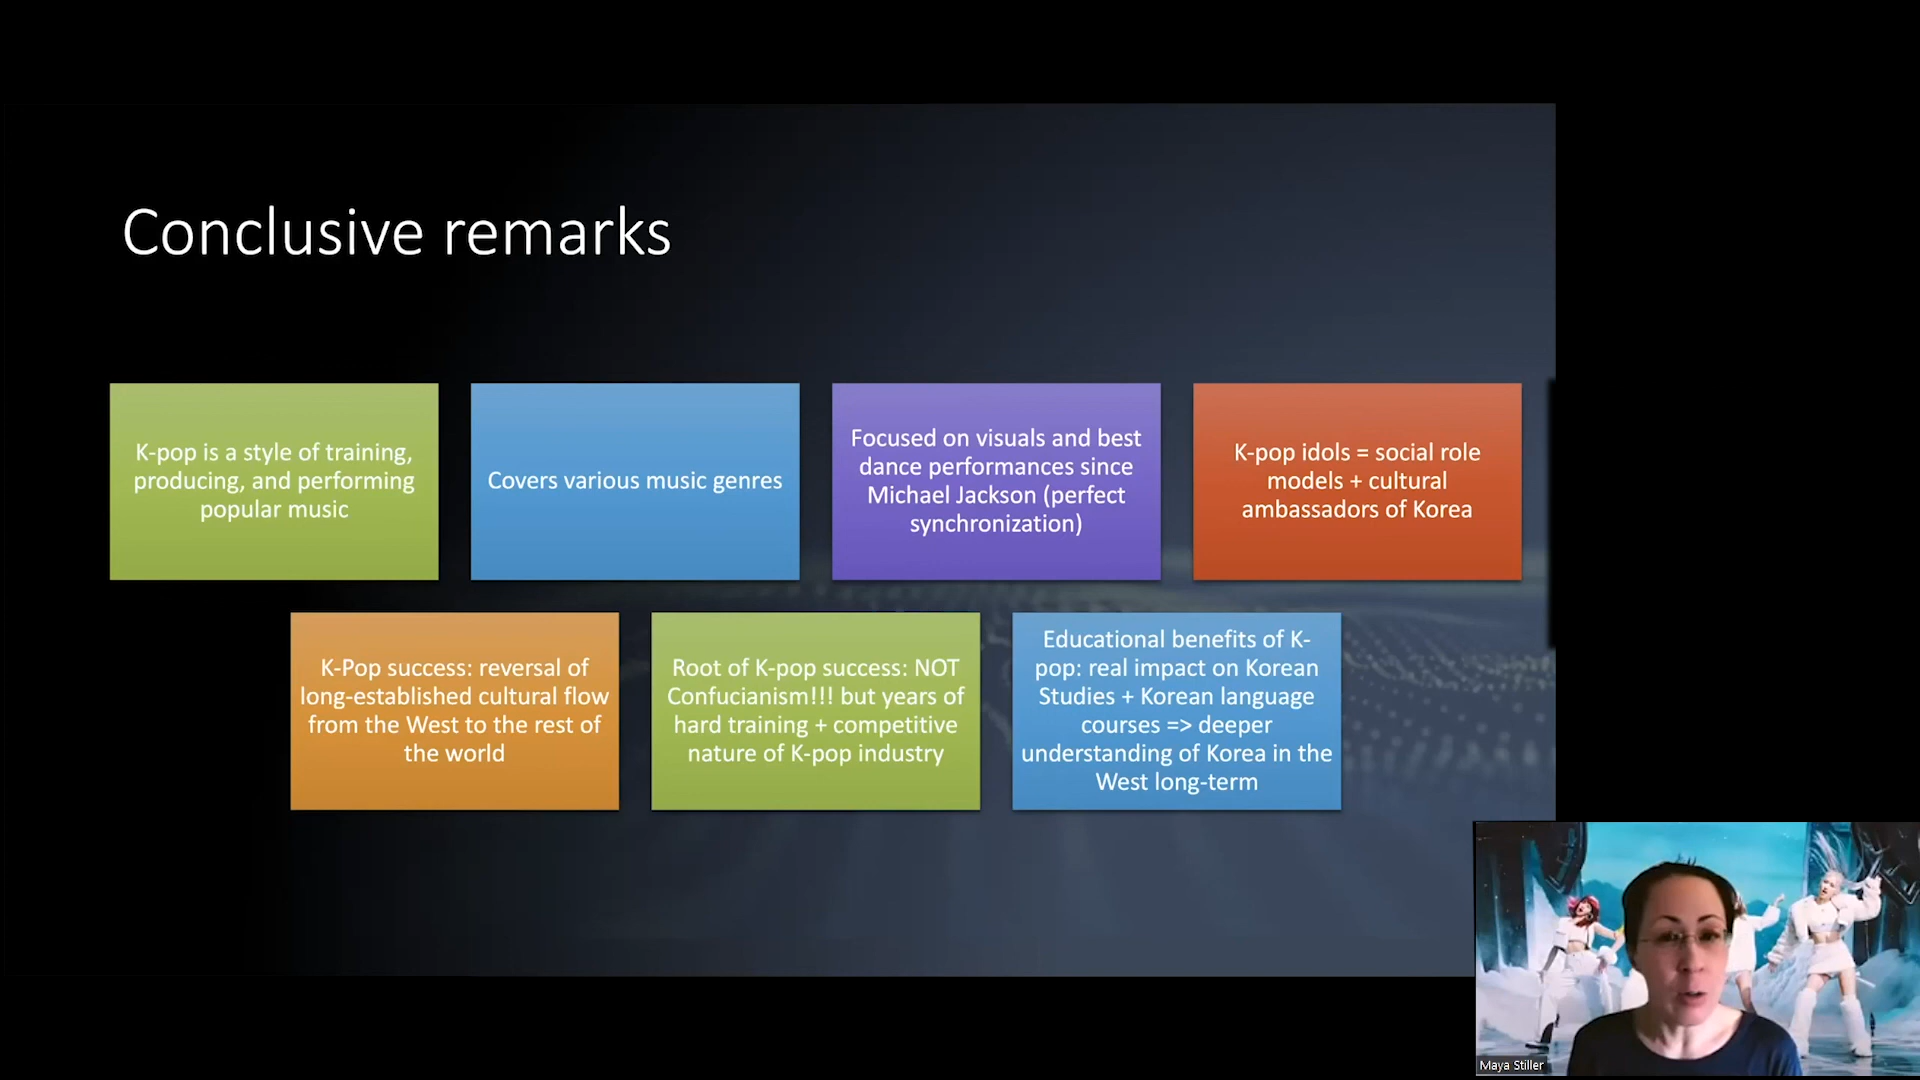 Conclusive remarks
K-pop is a style of training,
producing, and performing
popular music
Covers various music genres
Focused on visuals and best
dance performances since
Michael Jackson (perfect
synchronization)
K-pop idols = social role
models + cultural
ambassadors of Korea
K-Pop success: reversal of
long-established cultural flow
from the West to the rest of
the world
Root of K-pop success: NOT
Confucianism!!! but years of
hard training + competitive
nature of K-pop industry
Educational benefits of K-
pop: real impact on Korean
Studies + Korean language
courses => deeper
understanding of Korea in the
West long-term
Maya Stiller